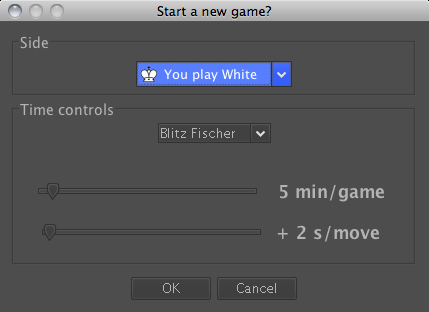 Start a new game?
Side
You play White
Time controls
Blitz Fischer
5 min/game
+ 2 s/move
OK Cancel